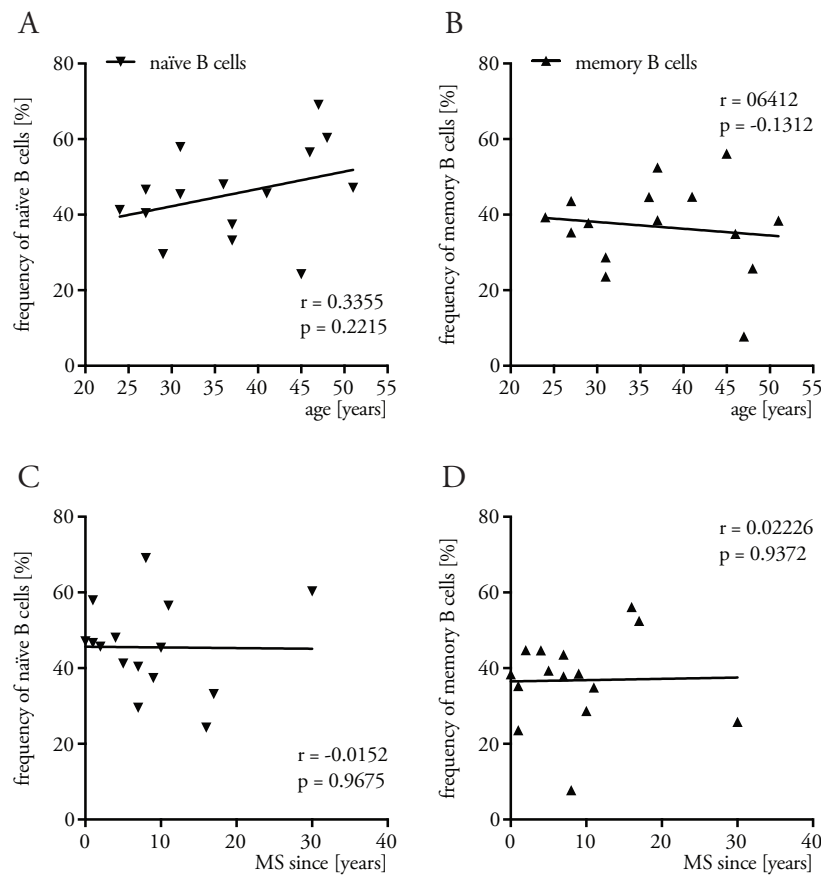 A
naïve B cells
frequency of naïve B cells [%]
80
60
40
20
0
r = 0.3355
p = 0.2215
20 25 30 35 40 45 50 55
age [years]
B
memory B cells
frequency of memory B cells [%]
80
60
40
20
0
r = 06412
p = -0.1312
20 25 30 35 40 45 50 55
age [years]
C
frequency of naïve B cells [%]
80
60
40
20
0
r = -0.0152
p = 0.9675
0 10 20 30 40
MS since [years]
D
frequency of memory B cells [%]
80
60
40
20
0
r = 0.02226
p = 0.9372
0 10 20 30 40
MS since [years]